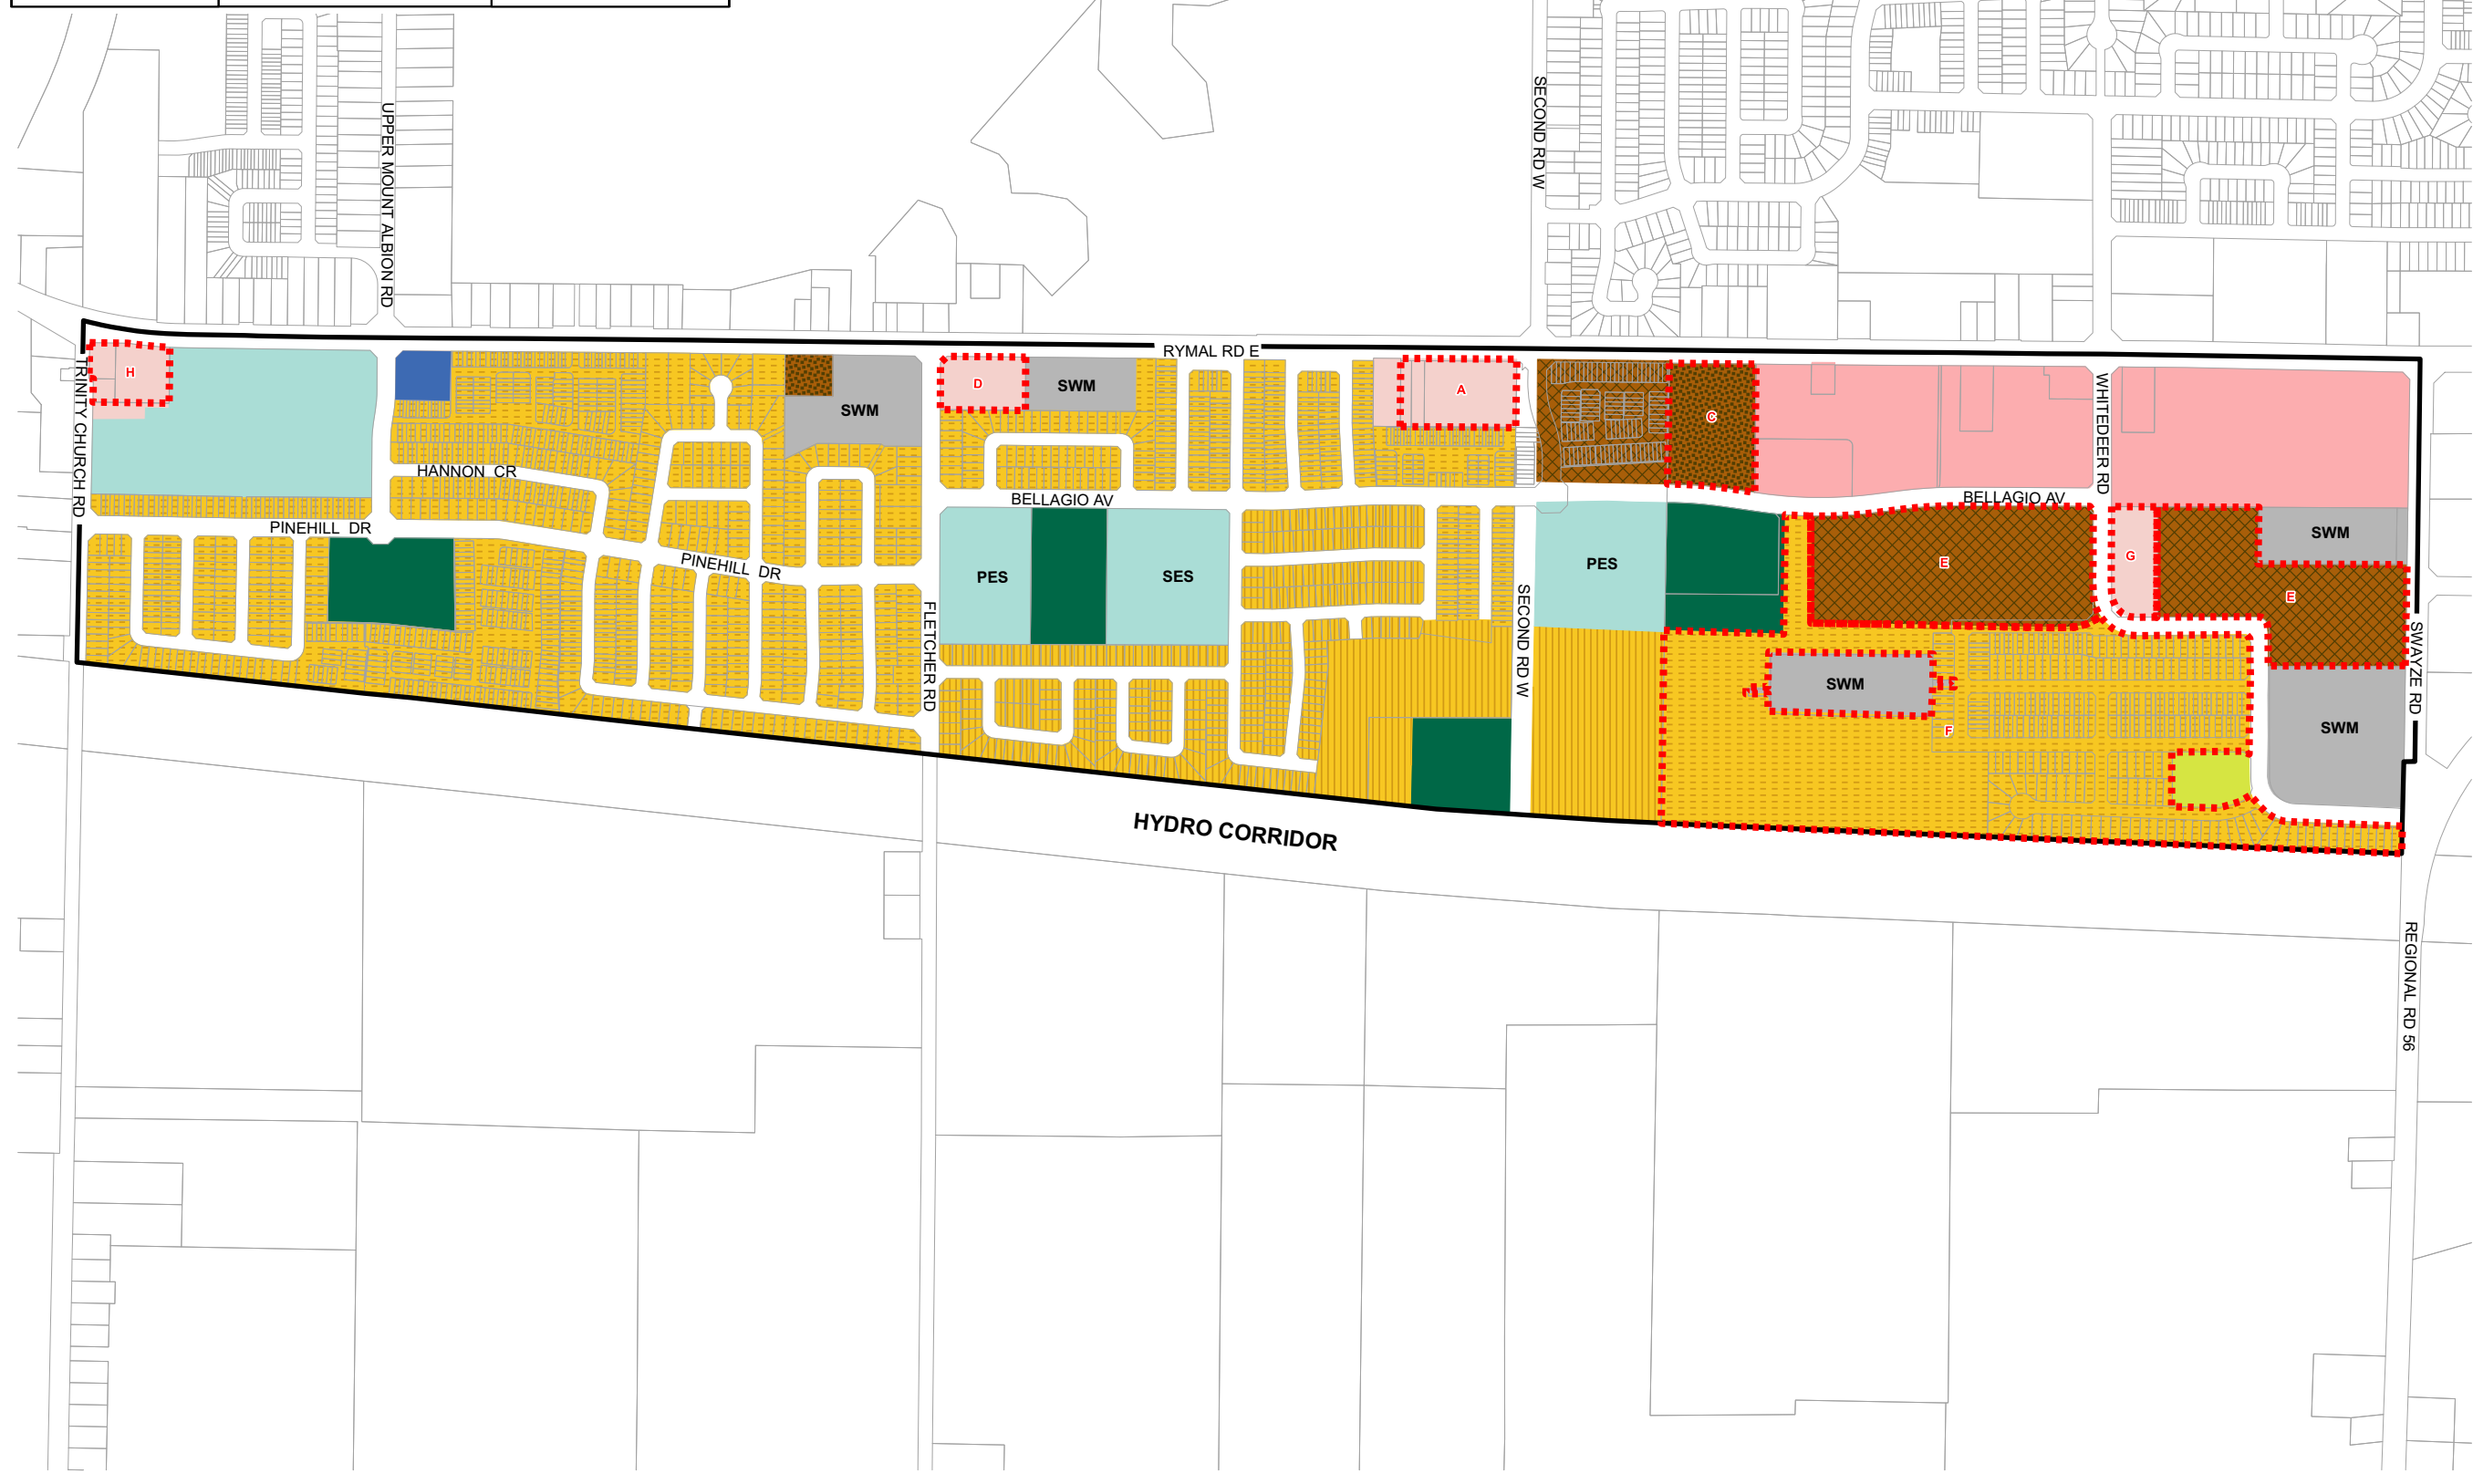 UPPER MOUNT ALBION RD
SECOND RD W
RYMAL RD E
TRINITY CHURCH RD
H
D
SWM
A
SWM
C
WHITEDEER RD
HANNON CR
BELLAGIO AV
BELLAGIO AV
PINEHILL DR
PINEHILL DR
SWM
PES
SES
PES
E
G
E
FLETCHER RD
SECOND RD W
SWAYZE RD
SWM
F
SWM
HYDRO CORRIDOR
REGIONAL RD 56